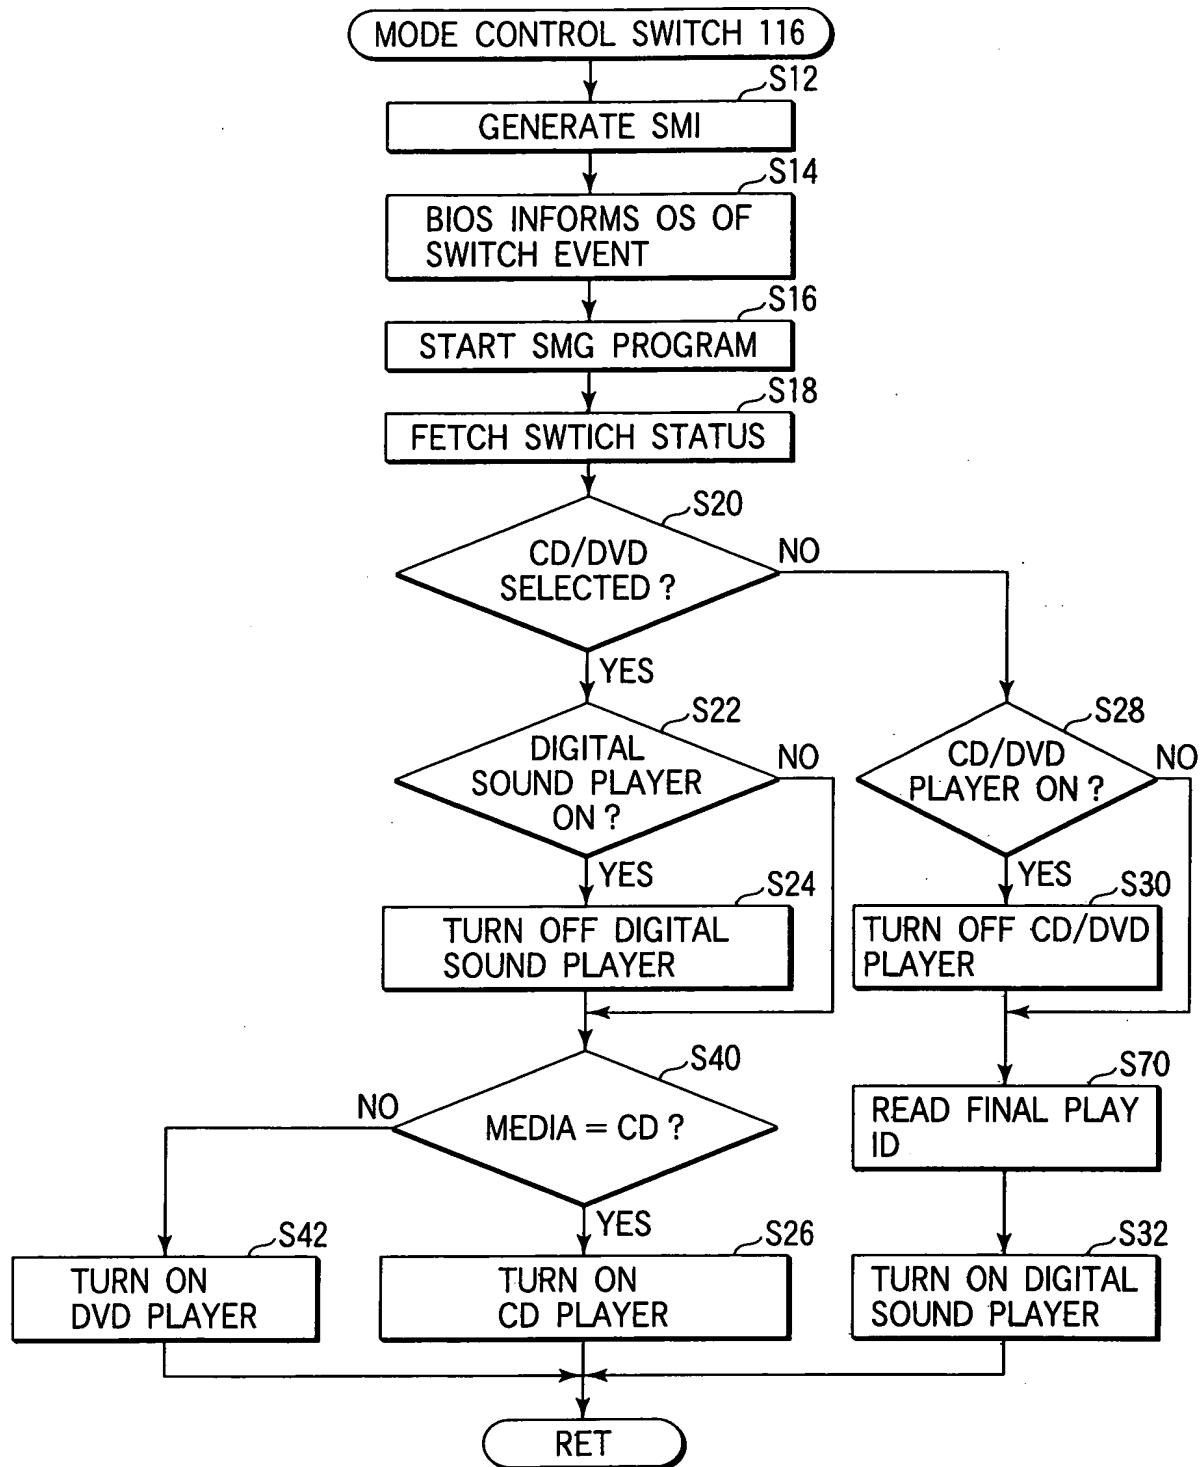 MODE CONTROL SWITCH 116
S12
GENERATE SMI
S14
BIOS INFORMS OS OF
SWITCH EVENT
S16
START SMG PROGRAM
S18
FETCH SWTICH STATUS
S20
CD/DVD
SELECTED?
NO
YES
S22
DIGITAL
SOUND PLAYER
ON?
NO
YES
S28
CD/DVD
PLAYER ON?
NO
YES
S24
TURN OFF DIGITAL
SOUND PLAYER
S30
TURN OFF CD/DVD
PLAYER
S40
MEDIA = CD?
NO
YES
S70
READ FINAL PLAY
ID
S42
TURN ON
DVD PLAYER
S26
TURN ON
CD PLAYER
S32
TURN ON DIGITAL
SOUND PLAYER
RET